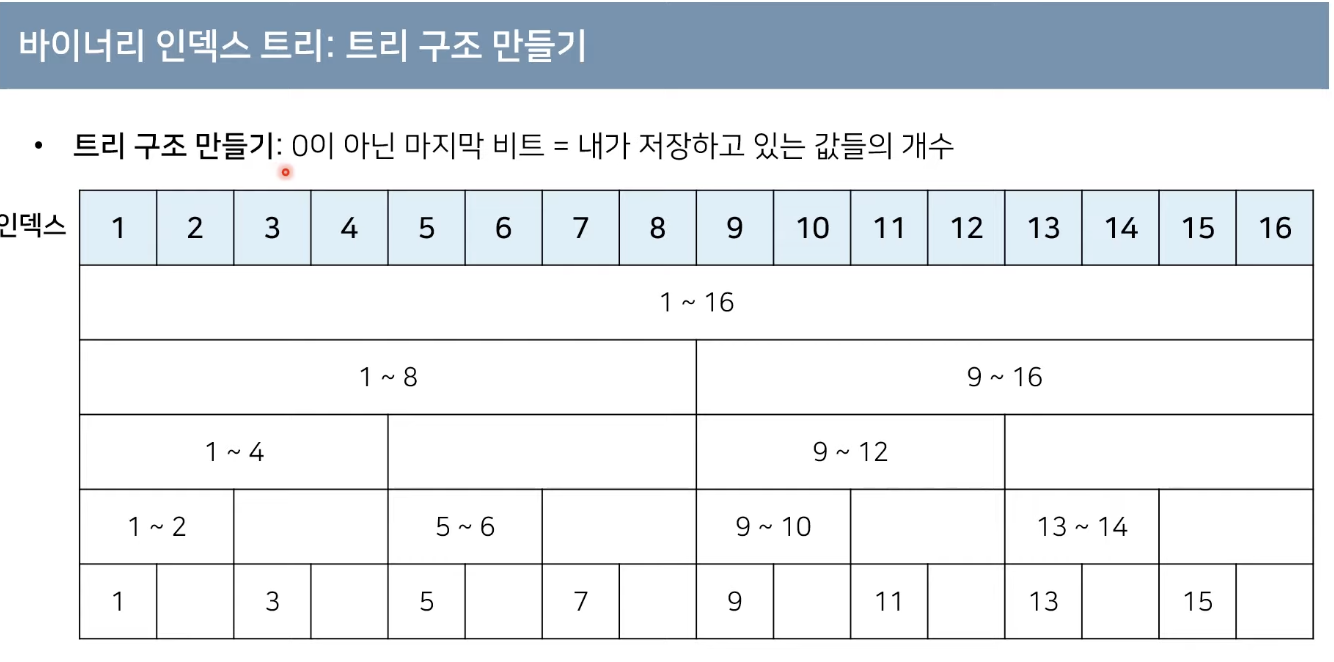 바이너리 인덱스 트리: 트리 구조 만들기
• 트리 구조 만들기: 0이 아닌 마지막 비트 = 내가 저장하고 있는 값들의 개수
인덱스 1 2 3 4 5 6 7 8 9 10 11 12 13 14 15 16
1 ~ 16
1 ~ 8 9 ~ 16
1 ~ 4 9 ~ 12
1 ~ 2 5 ~ 6 9 ~ 10 13 ~ 14
1 3 5 7 9 11 13 15